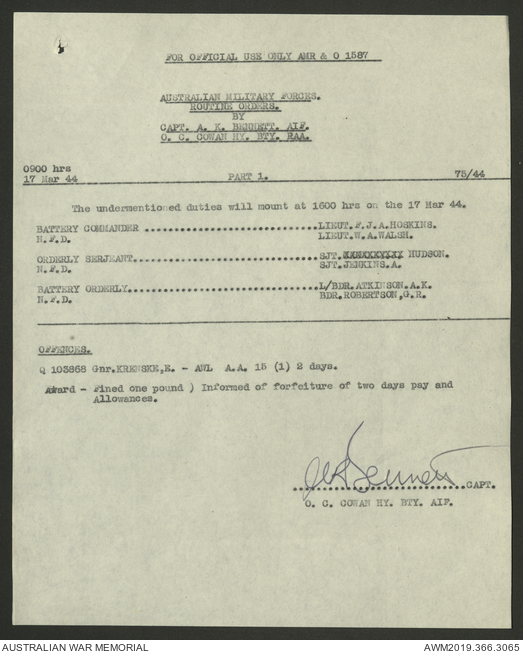 FOR OFFICIAL USE ONLY AMR & O 1587
AUSTRALIAN MILITARY FORCES.
ROUTINE ORDERS.
BY
CAPT. A. K. BENNETT. AIF.
O. C. COWAN HY. BTY. RAA.
0900 hrs
17 Mar 44 PART 1. 75/44
The undermentioned duties will mount at 1600 hrs on the 17 Mar 44.
BATTERY COMMANDER ................................LIEUT.F.J.A.HOSKINS.
N.F.D. LIEUT.W.A.WALSH.
ORDERLY SERJEANT..................................SJT. HUDSON.
N.F.D. SJT.JENKINS.A.
BATTERY ORDERLY...................................L/BDR.ATKINSON.A.K.
N.F.D. BDR.ROBERTSON,G.R.
OFFENCES.
Q 103868 Gnr.KRENSKE,E. - AWL A.A. 15 (1) 2 days.
Award - Fined one pound ) Informed of forfeiture of two days pay and
Allowances.
................................CAPT.
O. C. COWAN HY. BTY. AIF.
AUSTRALIAN WAR MEMORIAL AWM2019.366.3065